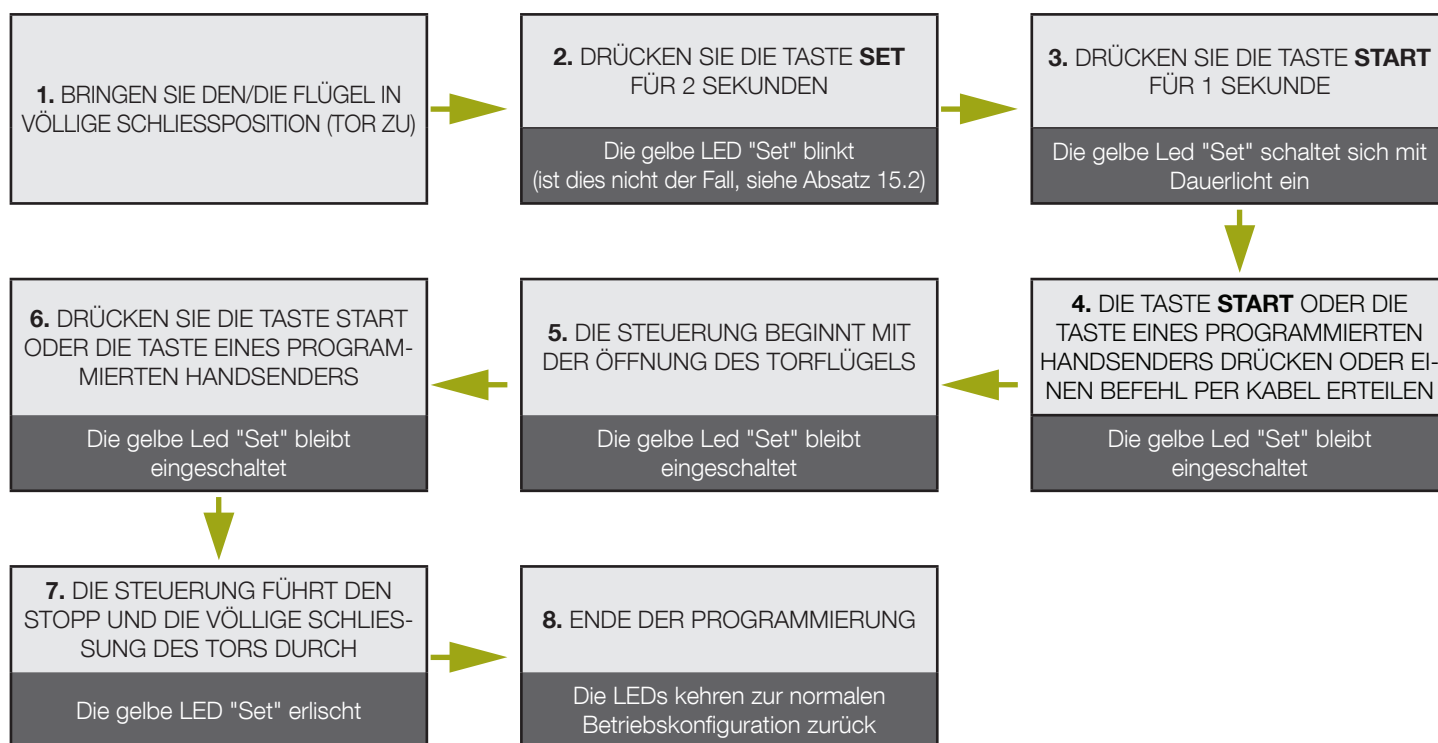 1. BRINGEN SIE DEN/DIE FLÜGEL IN
VÖLLIGE SCHLIESSPOSITION (TOR ZU)
2. DRÜCKEN SIE DIE TASTE SET
FÜR 2 SEKUNDEN
Die gelbe LED "Set" blinkt
(ist dies nicht der Fall, siehe Absatz 15.2)
3. DRÜCKEN SIE DIE TASTE START
FÜR 1 SEKUNDE
Die gelbe Led "Set" schaltet sich mit
Dauerlicht ein
4. DIE TASTE START ODER DIE
TASTE EINES PROGRAMMIERTEN
HANDSENDERS DRÜCKEN ODER EI-
NEN BEFEHL PER KABEL ERTEILEN
Die gelbe Led "Set" bleibt
eingeschaltet
5. DIE STEUERUNG BEGINNT MIT
DER ÖFFNUNG DES TORFLÜGELS
Die gelbe Led "Set" bleibt
eingeschaltet
6. DRÜCKEN SIE DIE TASTE START
ODER DIE TASTE EINES PROGRAM-
MIERTEN HANDSENDERS
Die gelbe Led "Set" bleibt
eingeschaltet
7. DIE STEUERUNG FÜHRT DEN
STOPP UND DIE VÖLLIGE SCHLIES-
SUNG DES TORS DURCH
Die gelbe LED "Set" erlischt
8. ENDE DER PROGRAMMIERUNG
Die LEDs kehren zur normalen
Betriebskonfiguration zurück